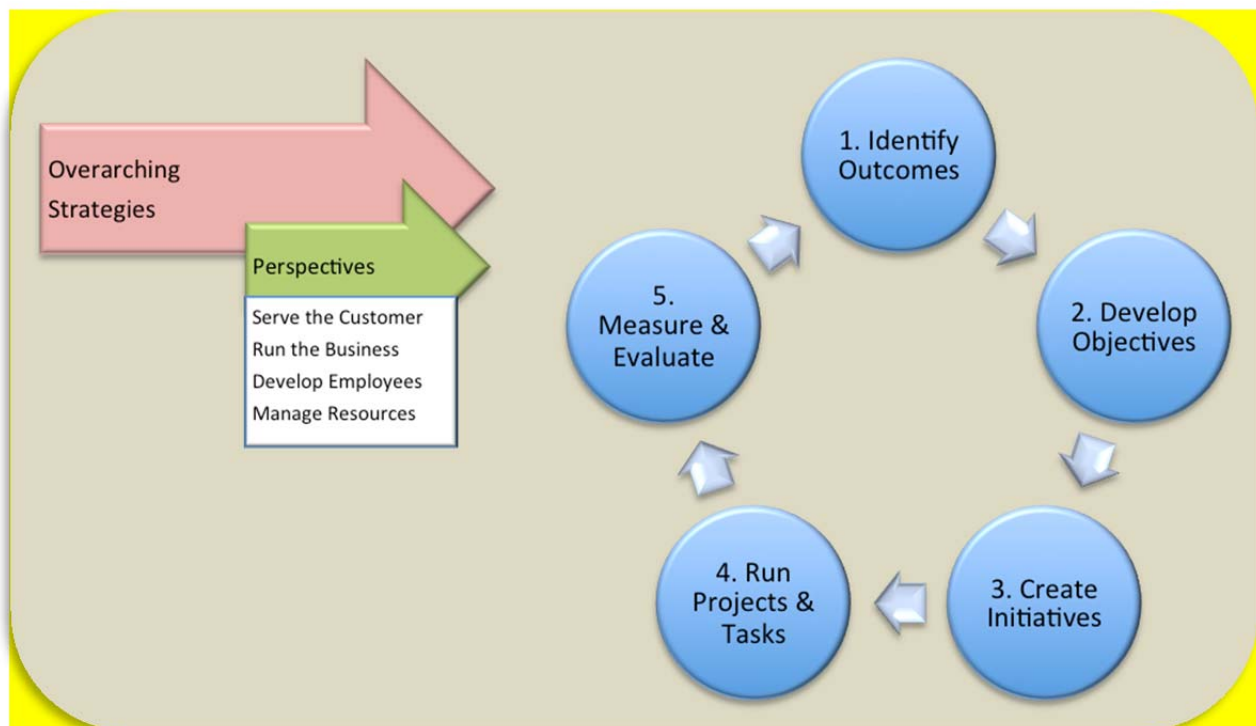 Overarching
Strategies
Perspectives
Serve the Customer
Run the Business
Develop Employees
Manage Resources
1. Identify
Outcomes
2. Develop
Objectives
3. Create
Initiatives
4. Run
Projects &
Tasks
5.
Measure &
Evaluate